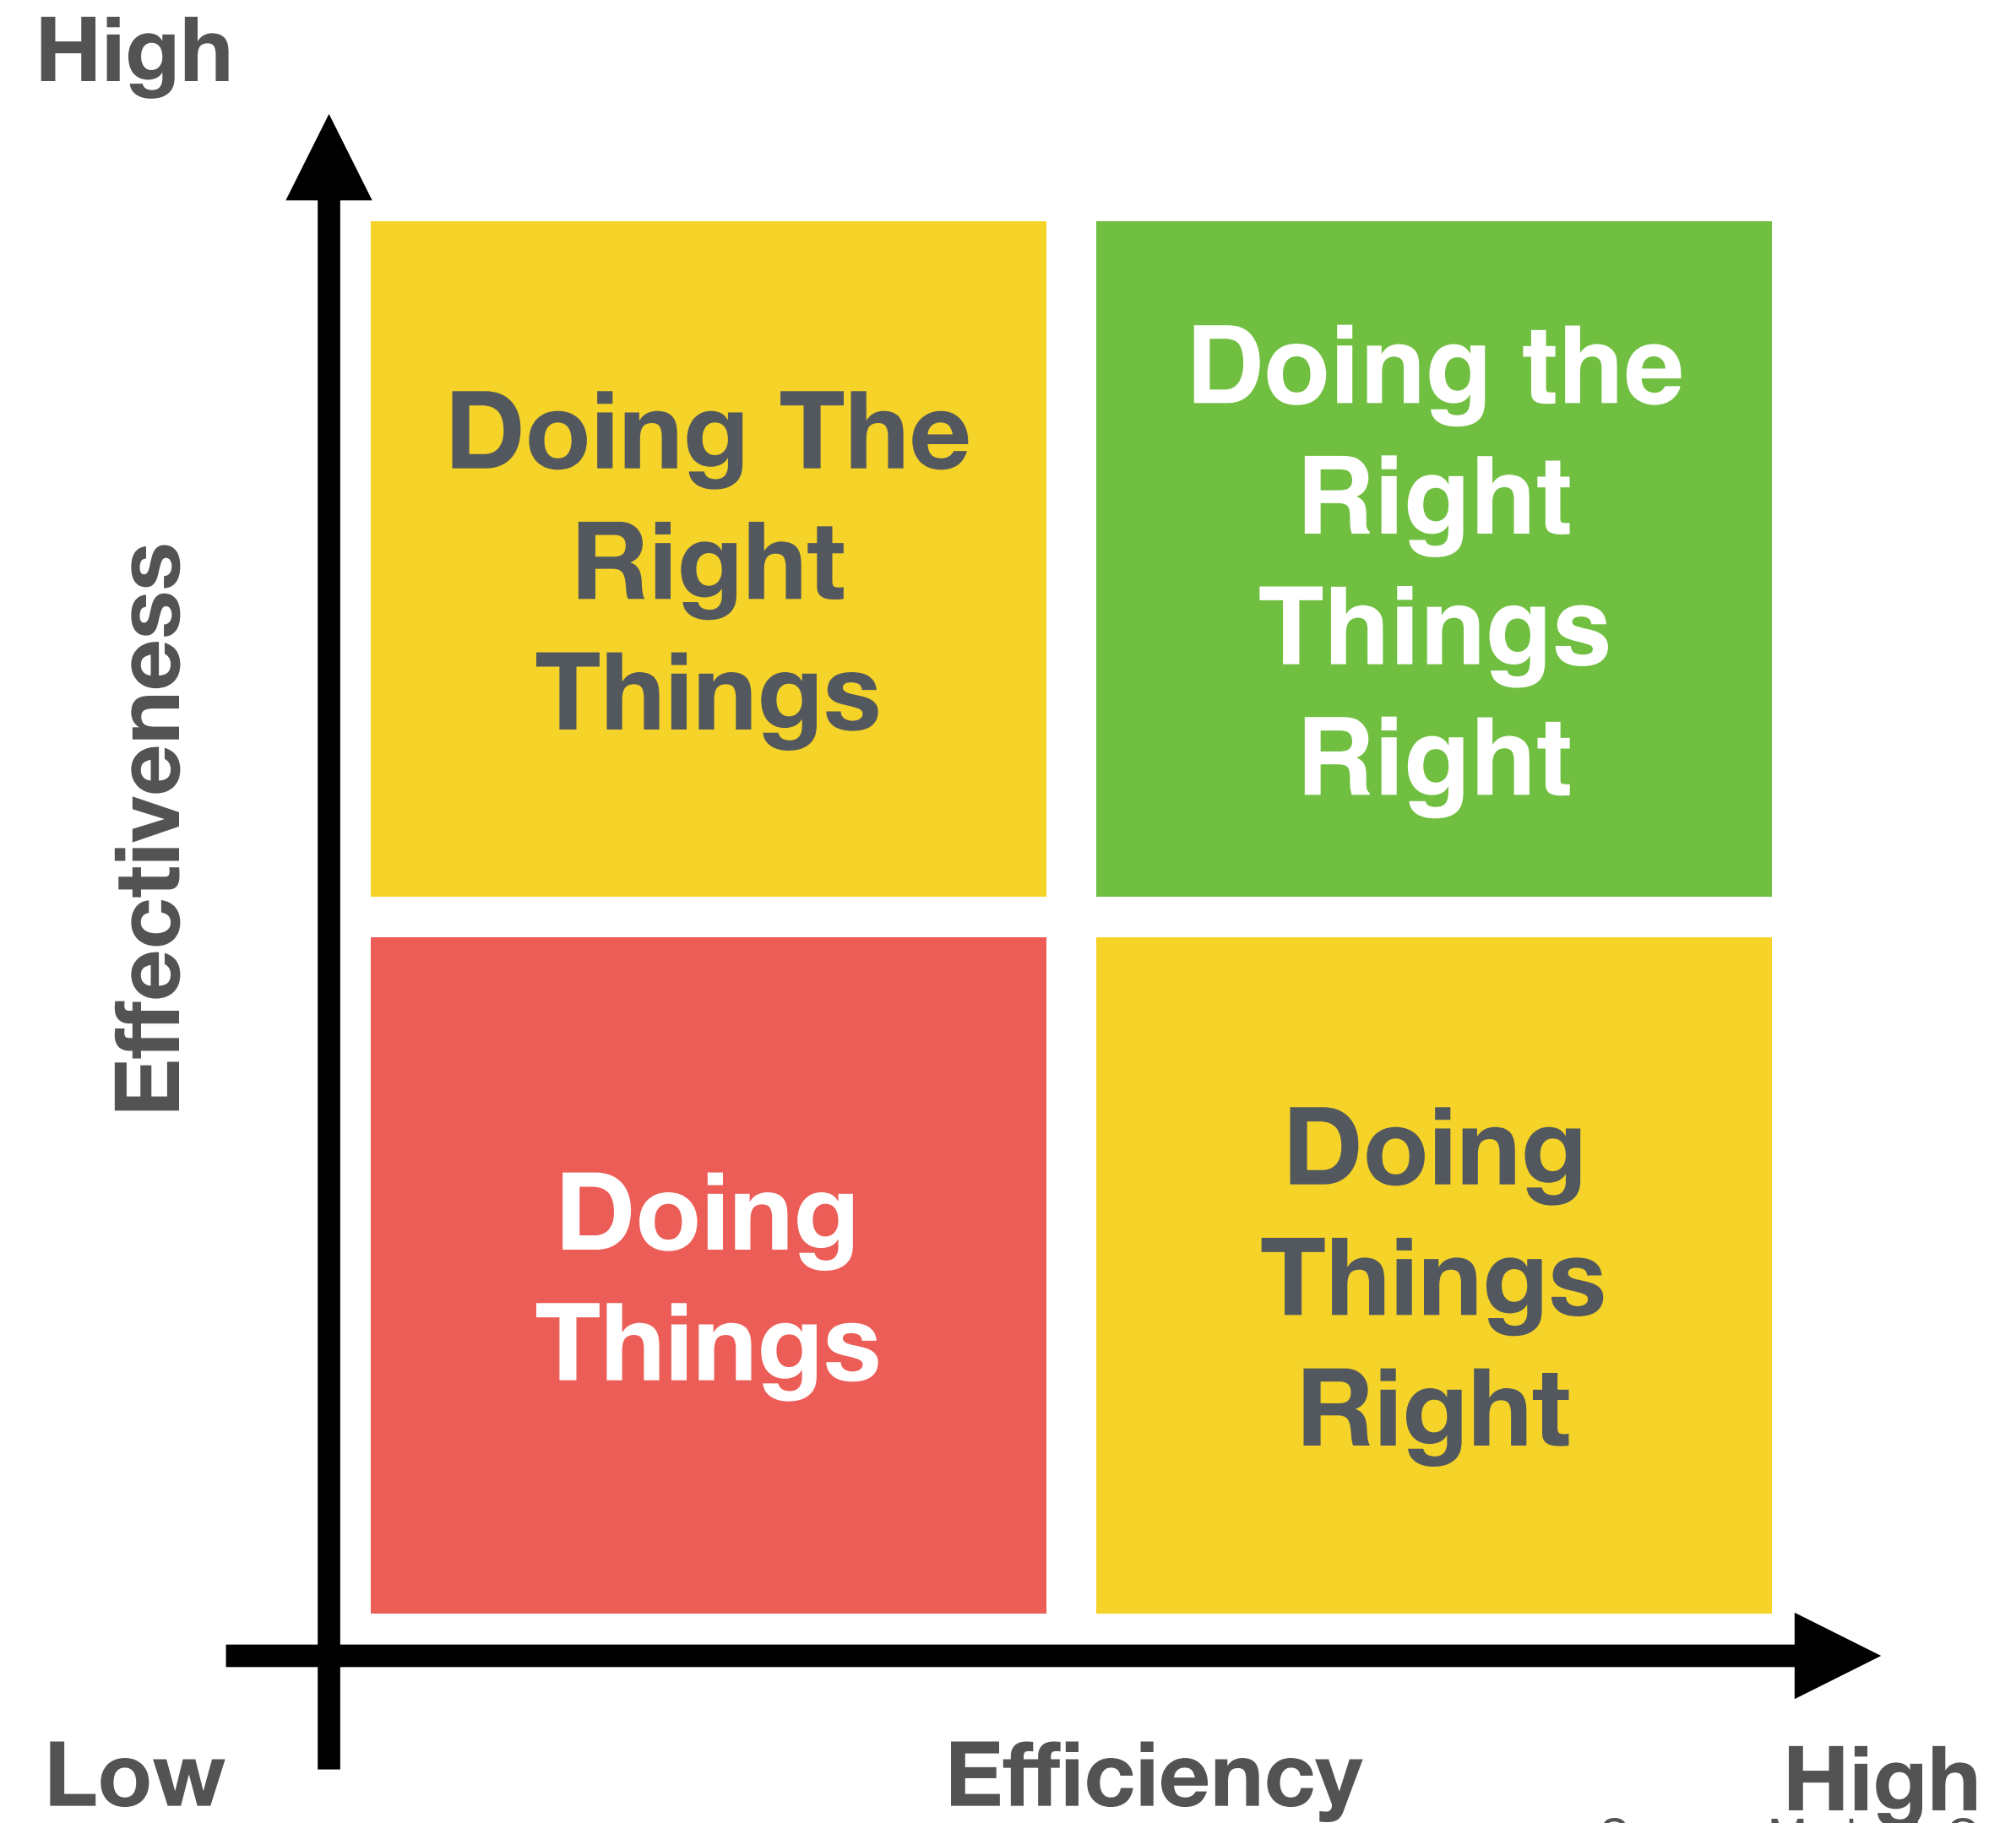 High
Effectiveness
Doing The
Right
Things
Doing the
Right
Things
Right
Doing
Things
Doing
Things
Right
Low
Efficiency
High